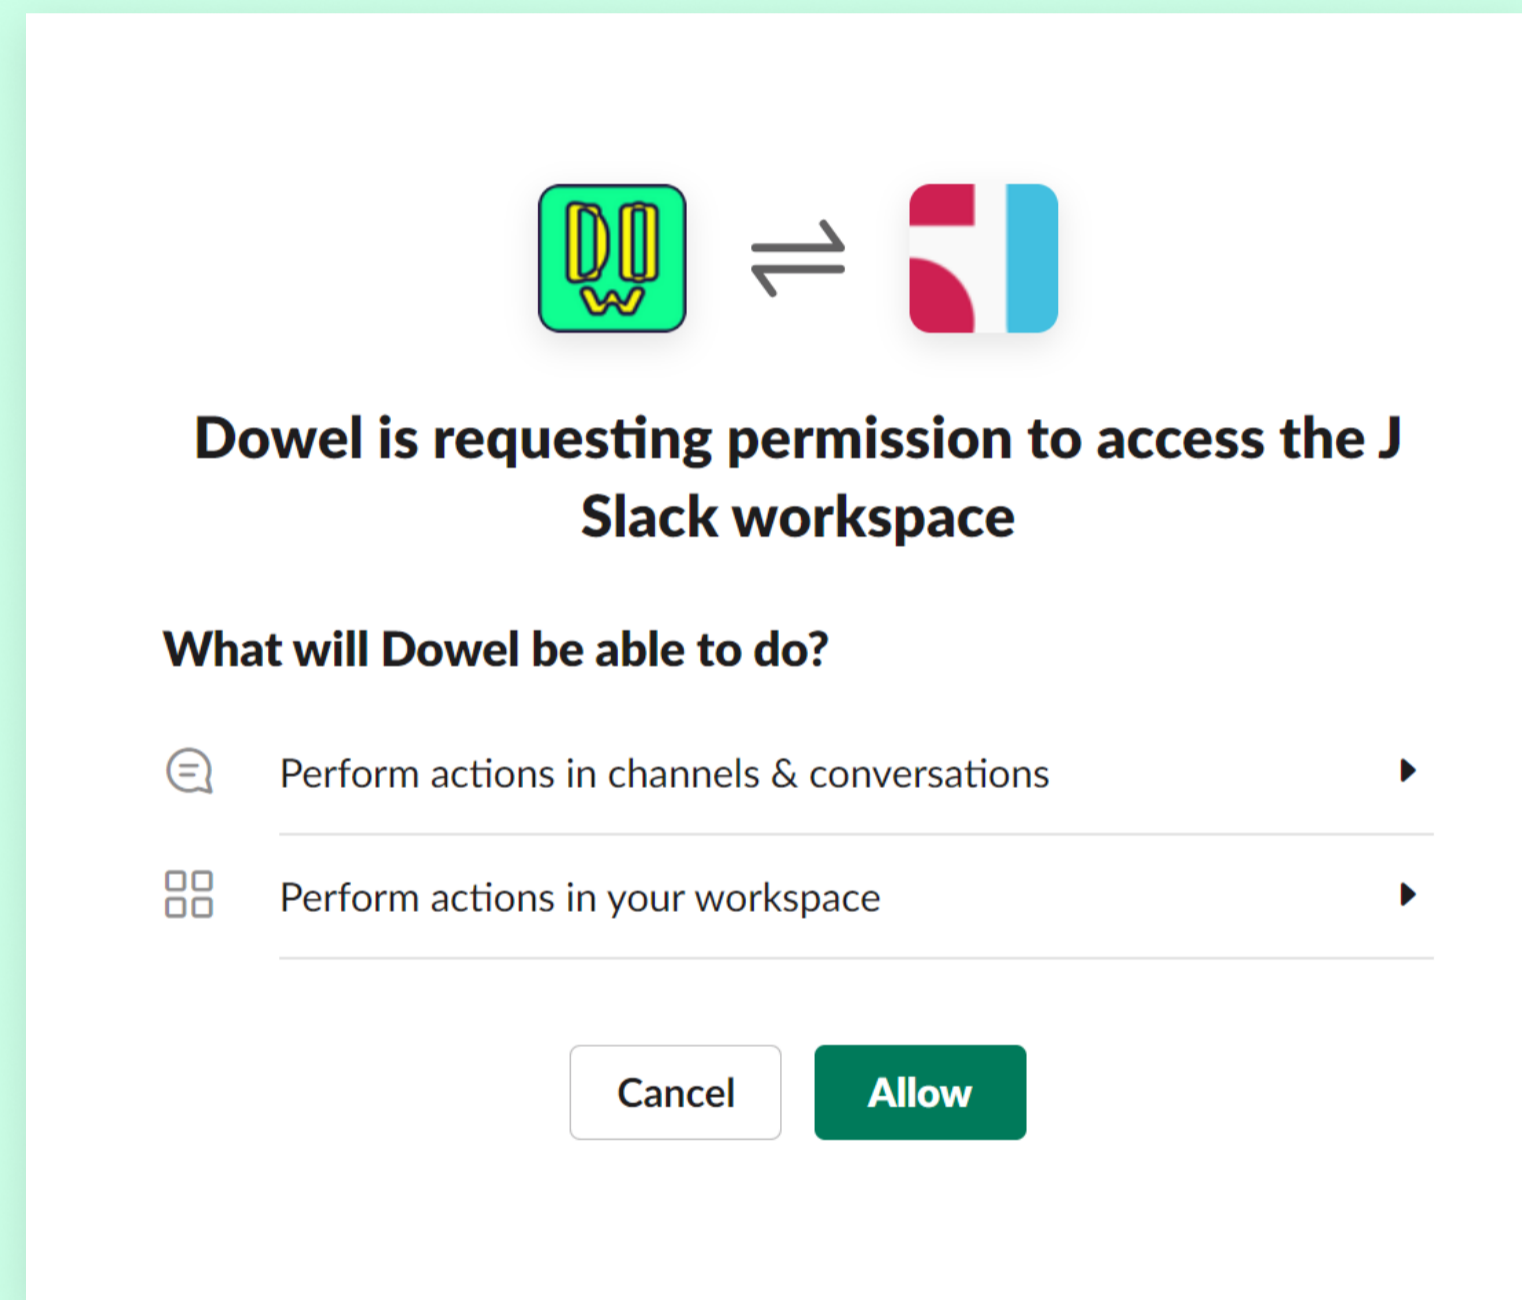 DO
W
Dowel is requesting permission to access the J
Slack workspace
What will Dowel be able to do?
Perform actions in channels & conversations
Perform actions in your workspace
Cancel
Allow